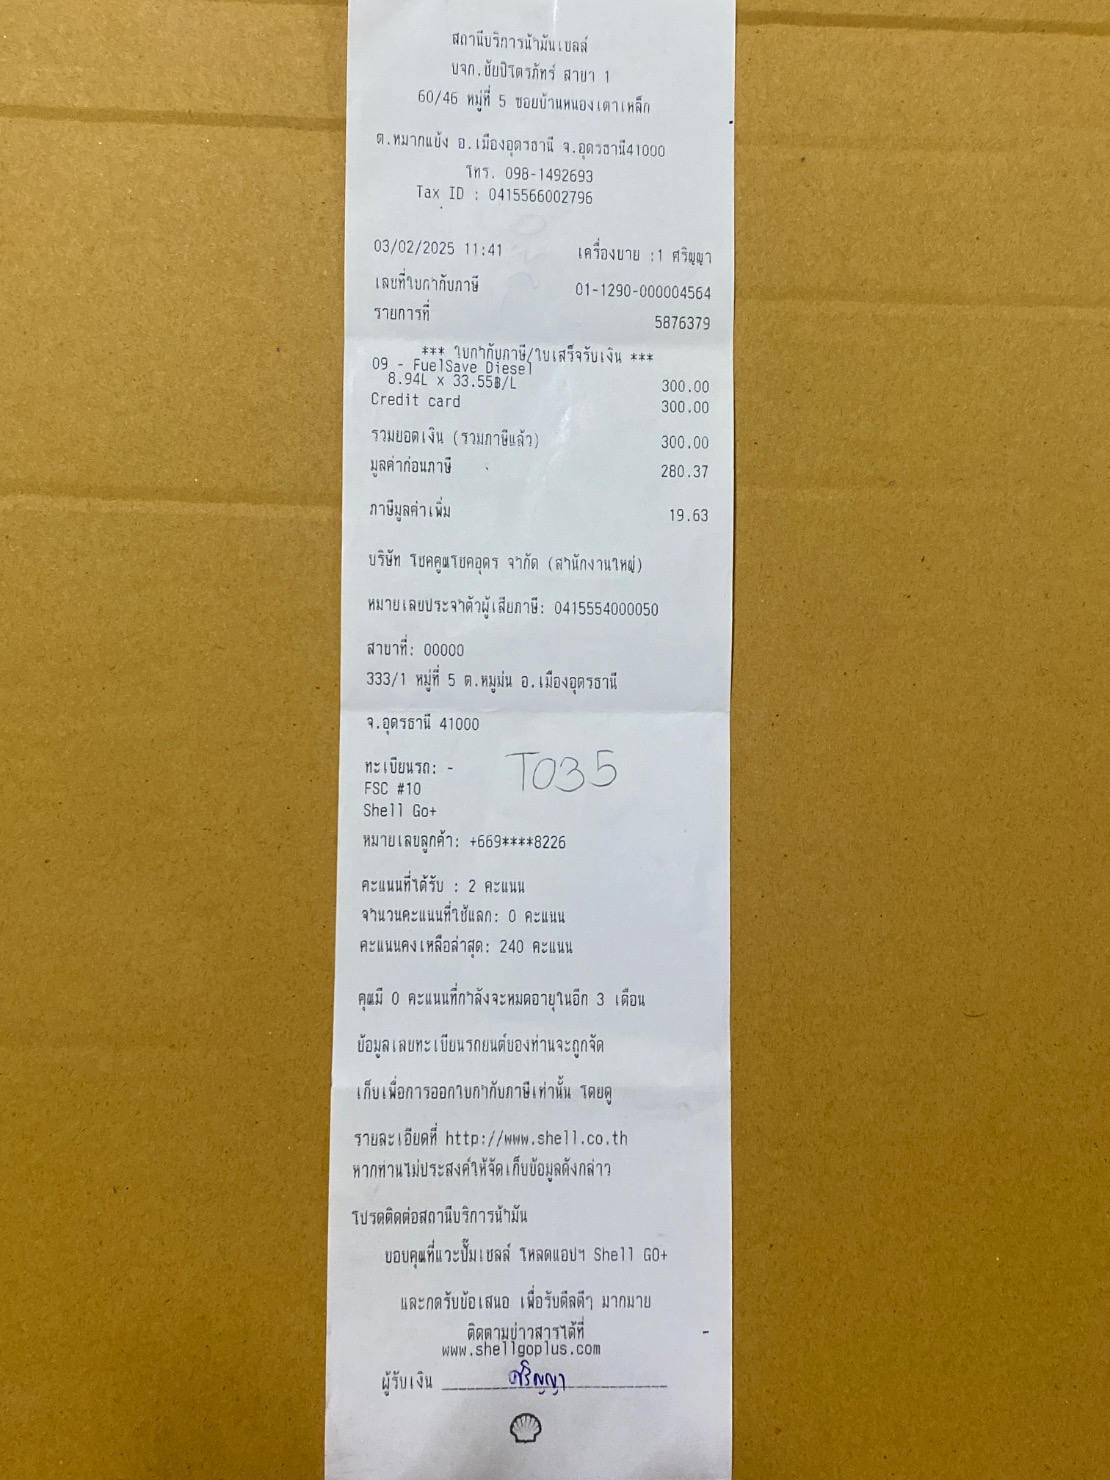 สถานีบริการน้ำมันเชลล์
บจก.ชัยปิโตรภัทร์ สาขา 1
60/46 หมู่ที่ 5 ซอยบ้านหนองเตาเหล็ก
ต.หมากแข้ง อ.เมืองอุดรธานี จ.อุดรธานี41000
โทร. 098-1492693
Tax ID : 0415566002796
03/02/2025 11:41 เครื่องขาย :1 ศริญญา
เลขที่ใบกำกับภาษี 01-1290-000004564
รายการที่ 5876379
*** ใบกำกับภาษี/ใบเสร็จรับเงิน ***
09 - FuelSave Diesel
8.94L x 33.55฿/L 300.00
Credit card 300.00
รวมยอดเงิน (รวมภาษีแล้ว) 300.00
มูลค่าก่อนภาษี 280.37
ภาษีมูลค่าเพิ่ม 19.63
บริษัท โชคคูณโชคอุดร จำกัด (สำนักงานใหญ่)
หมายเลขประจำตัวผู้เสียภาษี: 0415554000050
สาขาที่: 00000
333/1 หมู่ที่ 5 ต.หมูม่น อ.เมืองอุดรธานี
จ.อุดรธานี 41000
ทะเบียนรถ: -
T035
FSC #10
Shell Go+
หมายเลขลูกค้า: +669****8226
คะแนนที่ได้รับ : 2 คะแนน
จำนวนคะแนนที่ใช้แลก: 0 คะแนน
คะแนนคงเหลือล่าสุด: 240 คะแนน
คุณมี 0 คะแนนที่กำลังจะหมดอายุในอีก 3 เดือน
ข้อมูลเลขทะเบียนรถยนต์ของท่านจะถูกจัด
เก็บเพื่อการออกใบกำกับภาษีเท่านั้น โดยดู
รายละเอียดที่ http://www.shell.co.th
หากท่านไม่ประสงค์ให้จัดเก็บข้อมูลดังกล่าว
โปรดติดต่อสถานีบริการน้ำมัน
ขอบคุณที่แวะปั๊มเชลล์ โหลดแอปฯ Shell GO+
และกดรับข้อเสนอ เพื่อรับดีลดีๆ มากมาย
ติดตามข่าวสารได้ที่
www.shellgoplus.com
ผู้รับเงิน ศริญญา